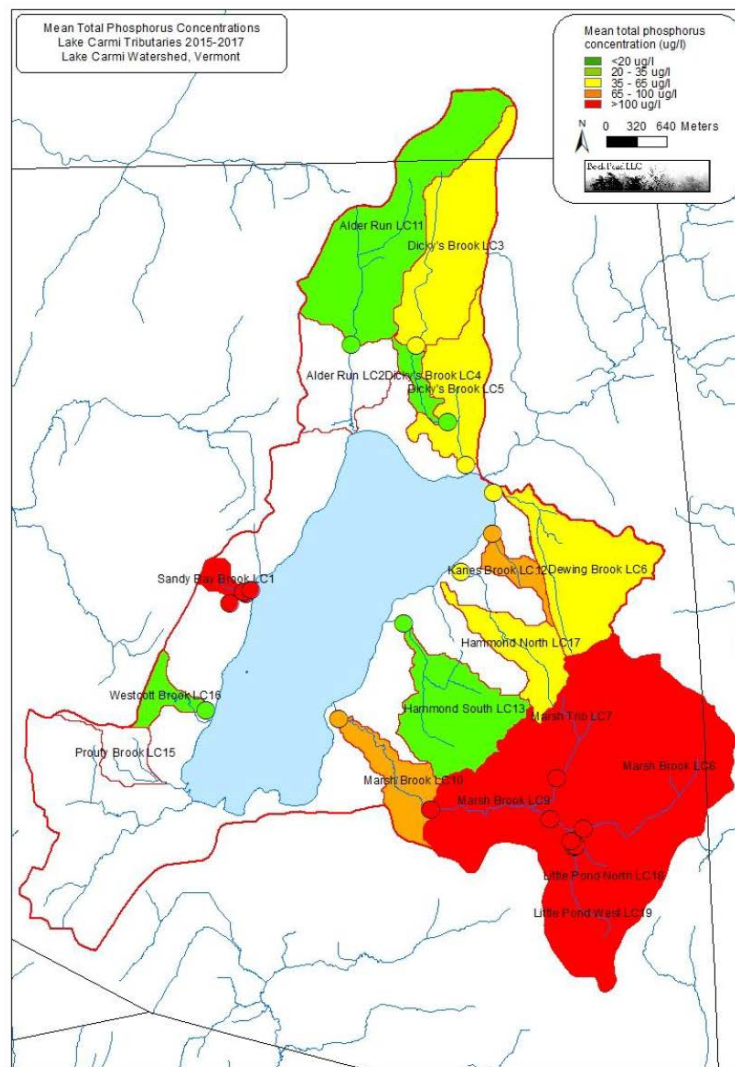 Mean Total Phosphorus Concentrations
Lake Carmi Tributaries 2015-2017
Lake Carmi Watershed, Vermont
Mean total phosphorus
concentration (ug/l)
<20 ug/l
20 - 35 ug/l
35 - 65 ug/l
65 - 100 ug/l
>100 ug/l
N
0 320 640 Meters
Alder Run LC11
Dicky's Brook LC3
Alder Run LC2
Dicky's Brook LC4
Dicky's Brook LC5
Sandy Bay Brook LC1
Kanes Brook LC12
Dewing Brook LC6
Hammond North LC17
Westcott Brook LC16
Hammond South LC13
Marsh Trib LC7
Prouty Brook LC15
Marsh Brook LC10
Marsh Brook LC8
Marsh Brook LC9
Little Pond North LC18
Little Pond West LC19